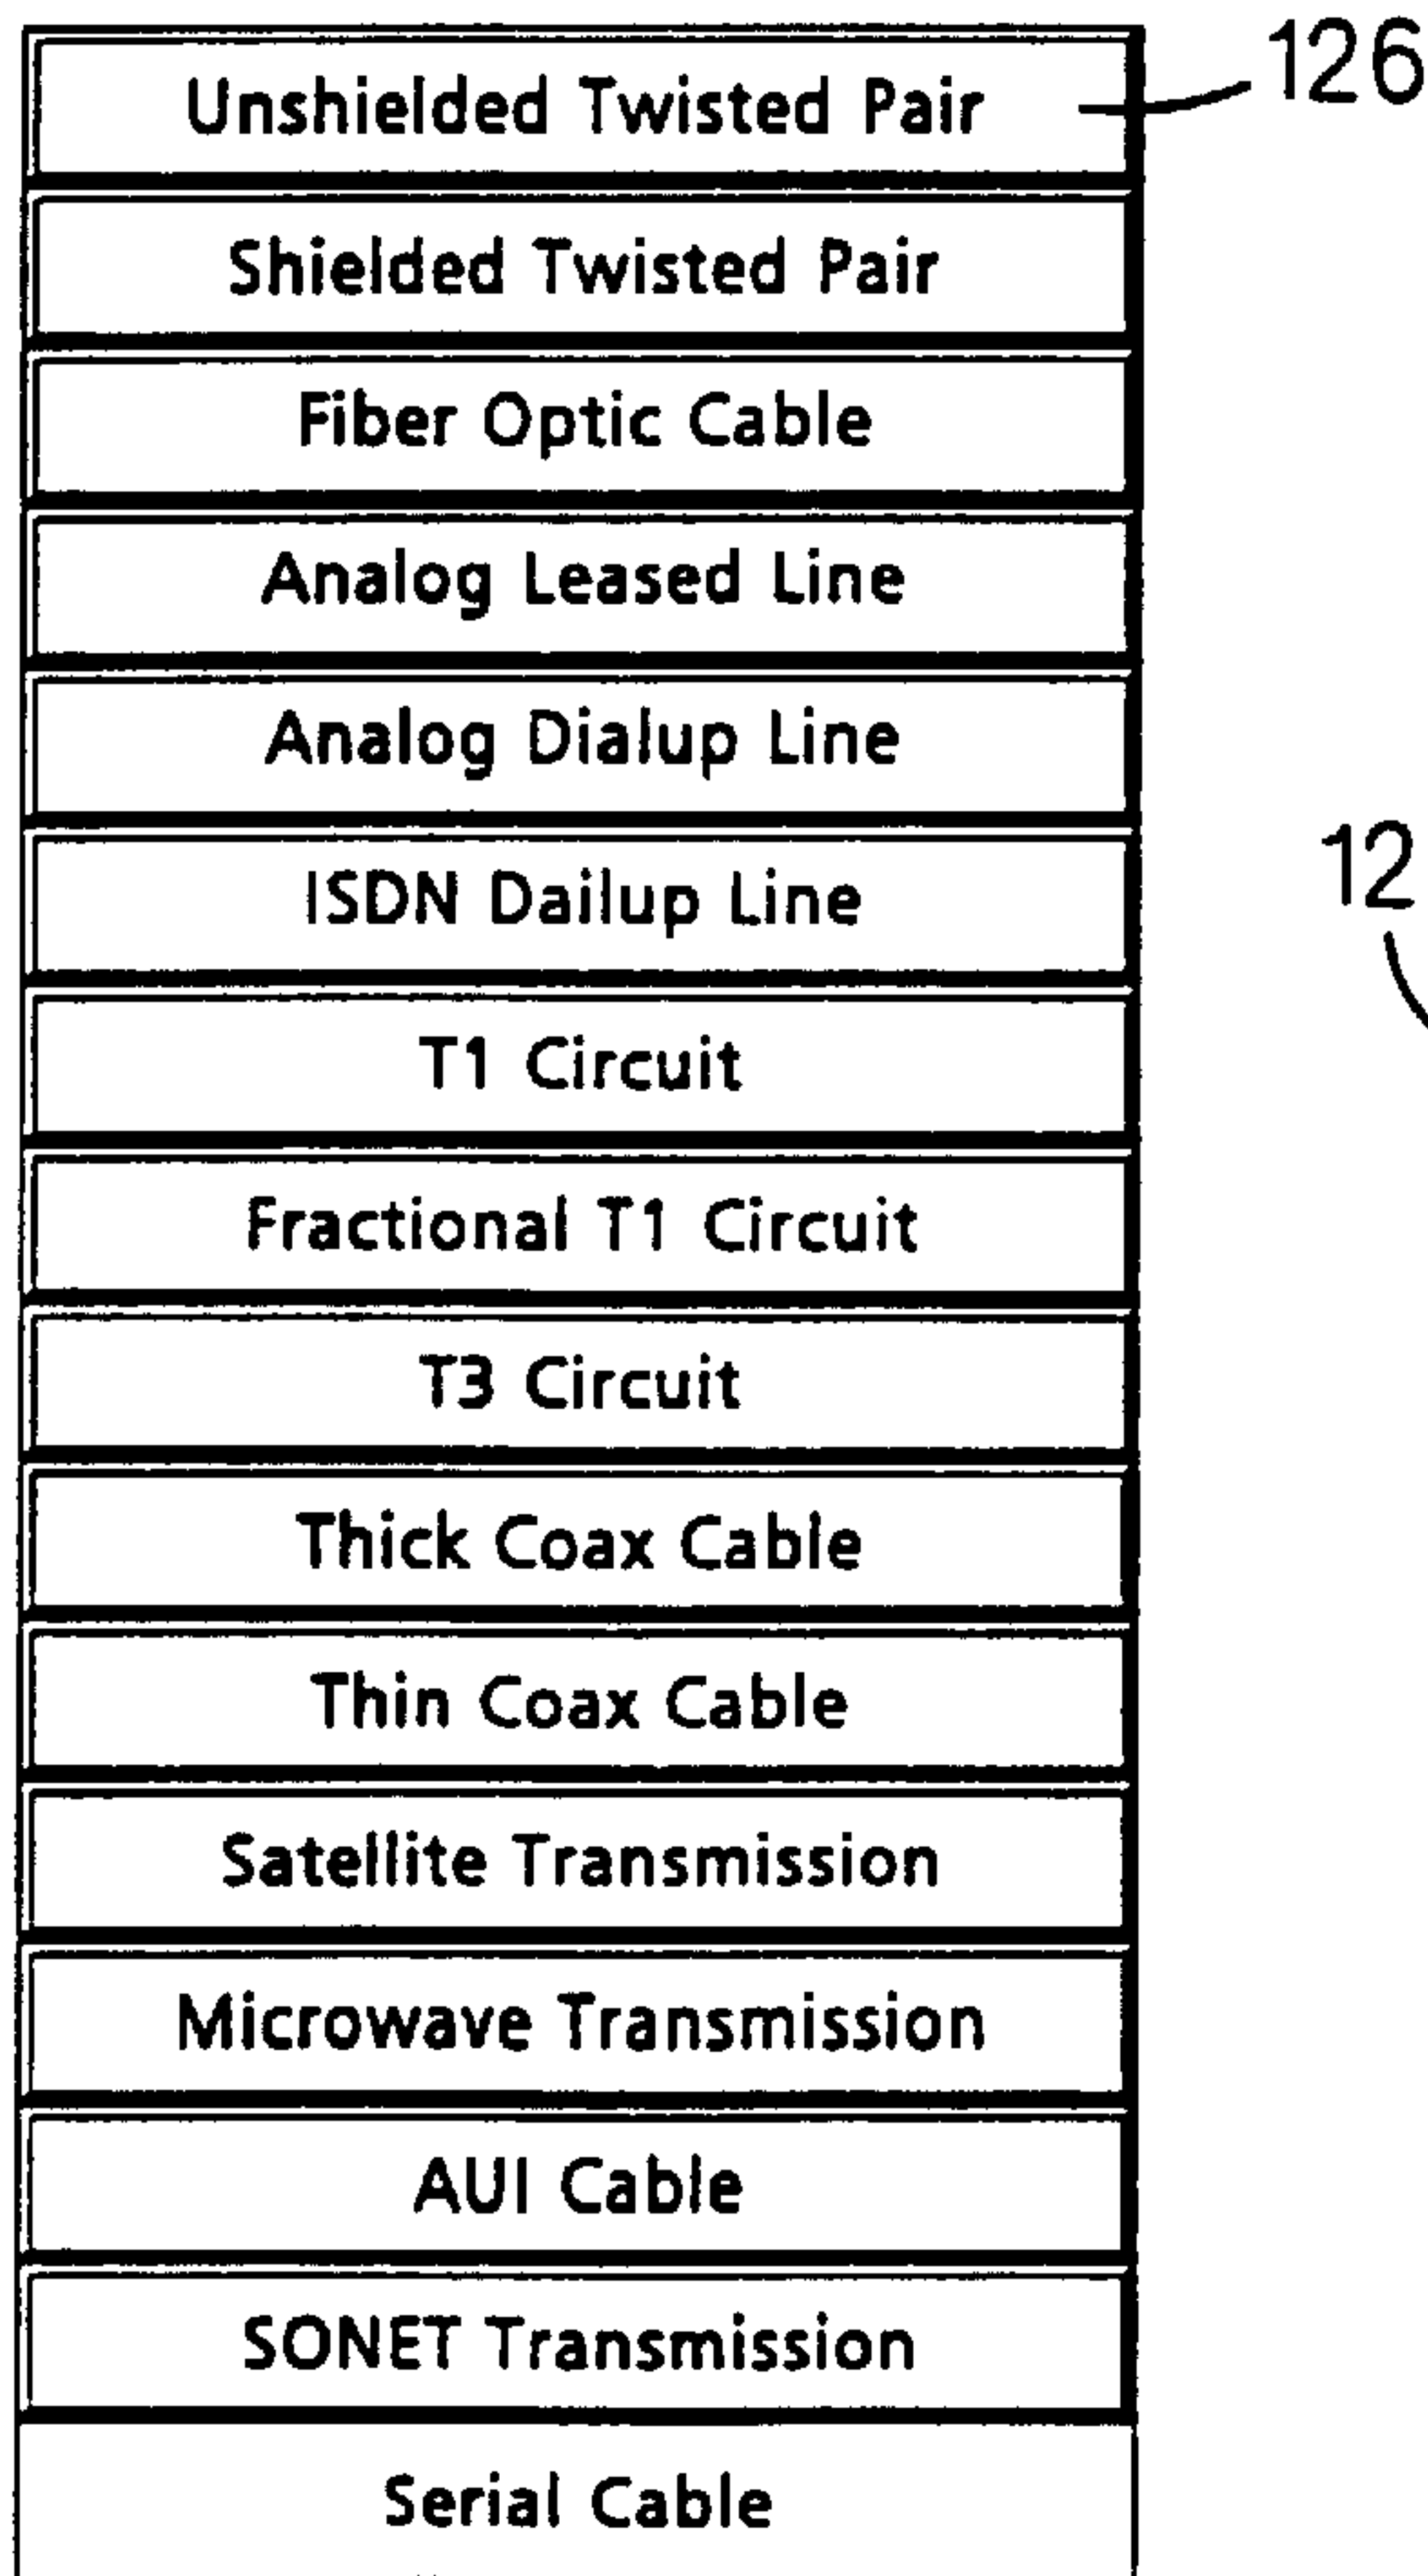 Unshielded Twisted Pair 126
Shielded Twisted Pair
Fiber Optic Cable
Analog Leased Line
Analog Dialup Line
ISDN Dailup Line
12
T1 Circuit
Fractional T1 Circuit
T3 Circuit
Thick Coax Cable
Thin Coax Cable
Satellite Transmission
Microwave Transmission
AUI Cable
SONET Transmission
Serial Cable